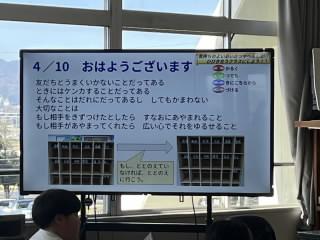 4/10 おはようございます
友だちとうまくいかないことだってある
ときにはケンカすることだってある
そんなことはだれにだってあるし してもかまわない
大切なことは
もし相手をきずつけたとしたら すなおにあやまれること
もし相手があやまってくれたら 広い心でそれをゆるせること
もし、ととのえてい
なければ、ととのえ
に行こう。